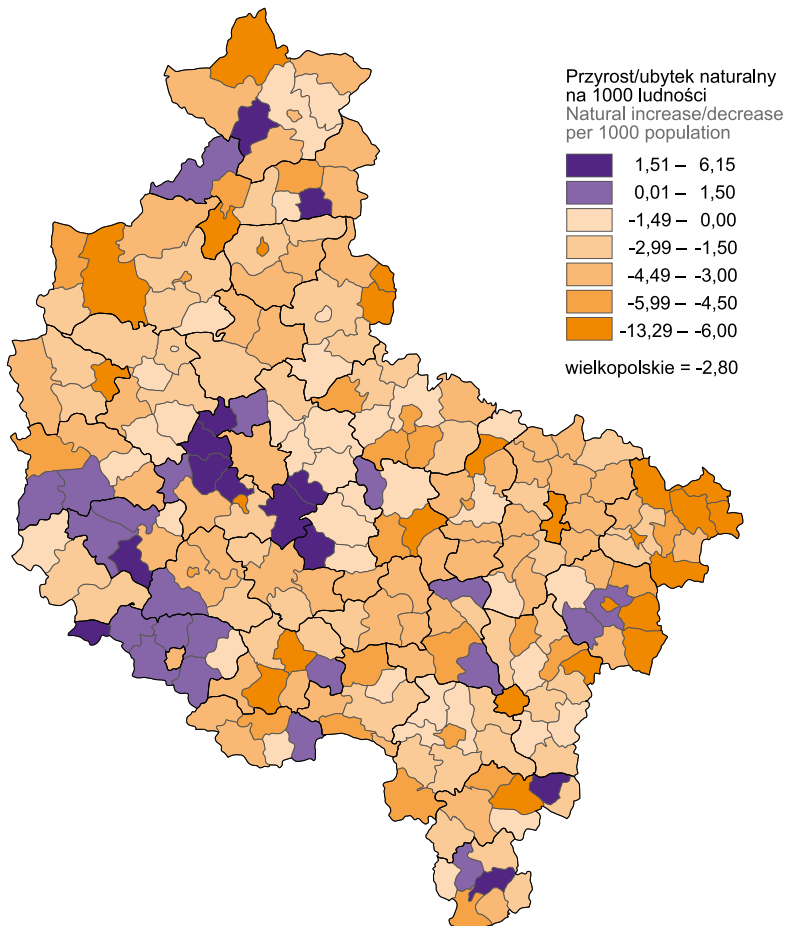 Przyrost/ubytek naturalny
na 1000 ludności
Natural increase/decrease
per 1000 population
1,51 – 6,15
0,01 – 1,50
-1,49 – 0,00
-2,99 – -1,50
-4,49 – -3,00
-5,99 – -4,50
-13,29 – -6,00
wielkopolskie = -2,80